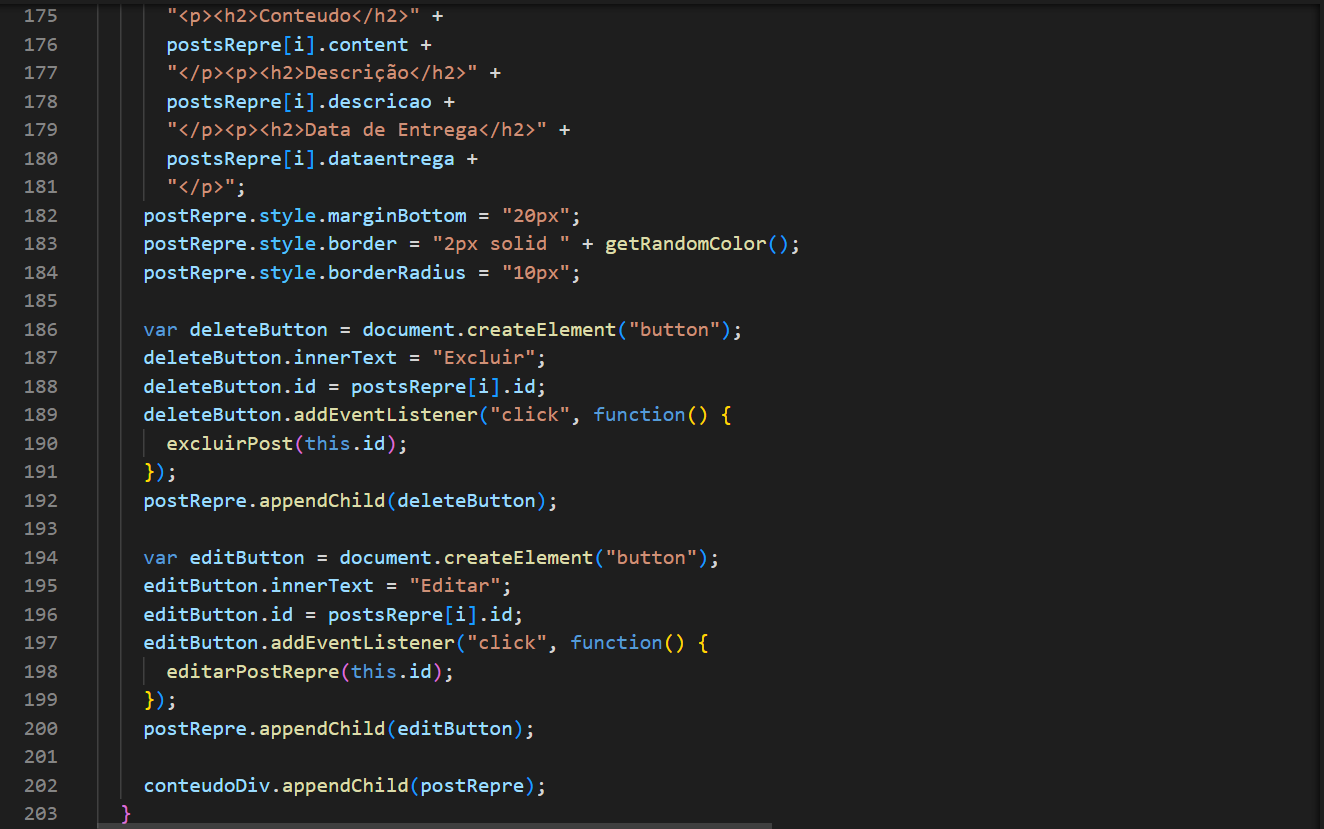 175 "<p><h2>Conteudo</h2>" +
176 postsRepre[i].content +
177 "</p><p><h2>Descrição</h2>" +
178 postsRepre[i].descricao +
179 "</p><p><h2>Data de Entrega</h2>" +
180 postsRepre[i].dataentrega +
181 "</p>";
182 postRepre.style.marginBottom = "20px";
183 postRepre.style.border = "2px solid " + getRandomColor();
184 postRepre.style.borderRadius = "10px";
185
186 var deleteButton = document.createElement("button");
187 deleteButton.innerText = "Excluir";
188 deleteButton.id = postsRepre[i].id;
189 deleteButton.addEventListener("click", function() {
190 excluirPost(this.id);
191 });
192 postRepre.appendChild(deleteButton);
193
194 var editButton = document.createElement("button");
195 editButton.innerText = "Editar";
196 editButton.id = postsRepre[i].id;
197 editButton.addEventListener("click", function() {
198 editarPostRepre(this.id);
199 });
200 postRepre.appendChild(editButton);
201
202 conteudoDiv.appendChild(postRepre);
203 }